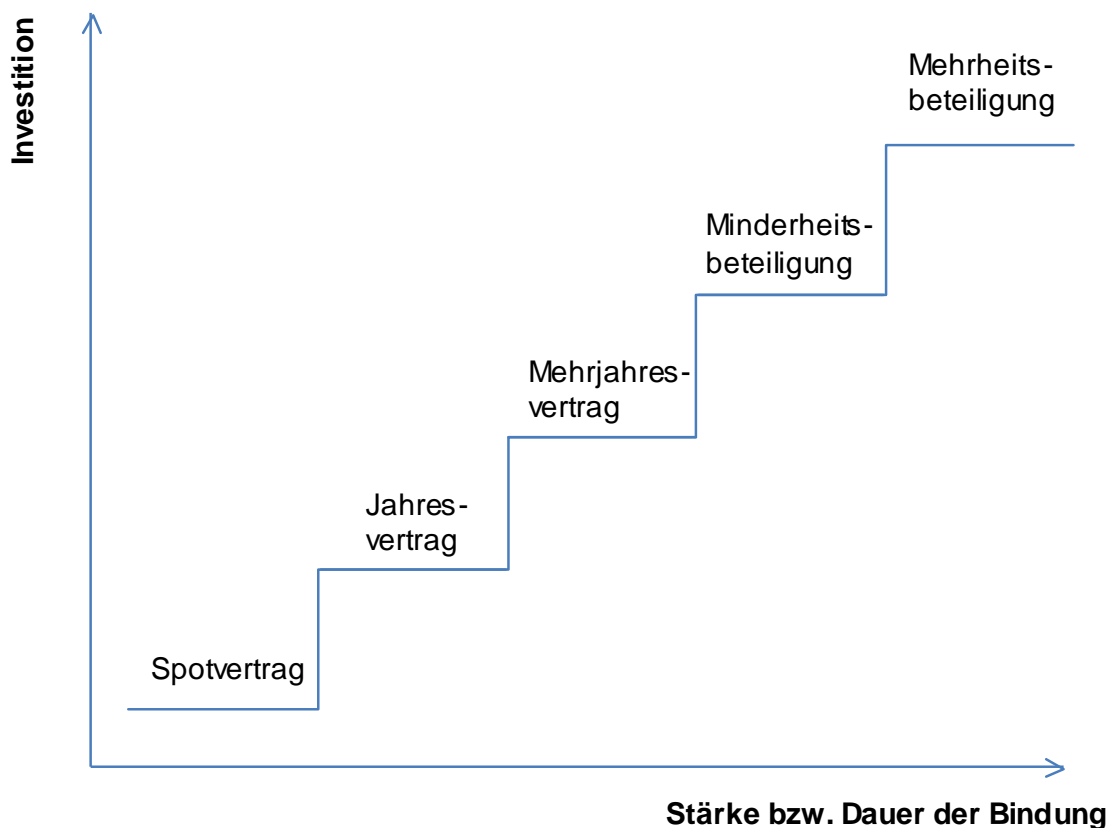 Investition
Mehrheits-
beteiligung
Minderheits-
beteiligung
Mehrjahres-
vertrag
Jahres-
vertrag
Spotvertrag
Stärke bzw. Dauer der Bindung